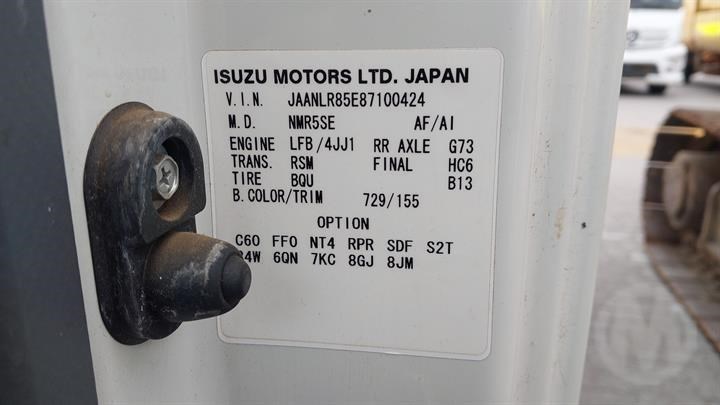 ISUZU MOTORS LTD. JAPAN
V.I.N. JAANLR85E87100424
M.D. NMR5SE AF/AI
ENGINE LFB/4JJ1 RR AXLE G73
TRANS. RSM FINAL HC6
TIRE BQU B13
B.COLOR/TRIM 729/155
OPTION
C60 FF0 NT4 RPR SDF S2T
6QN 7KC 8GJ 8JM
M